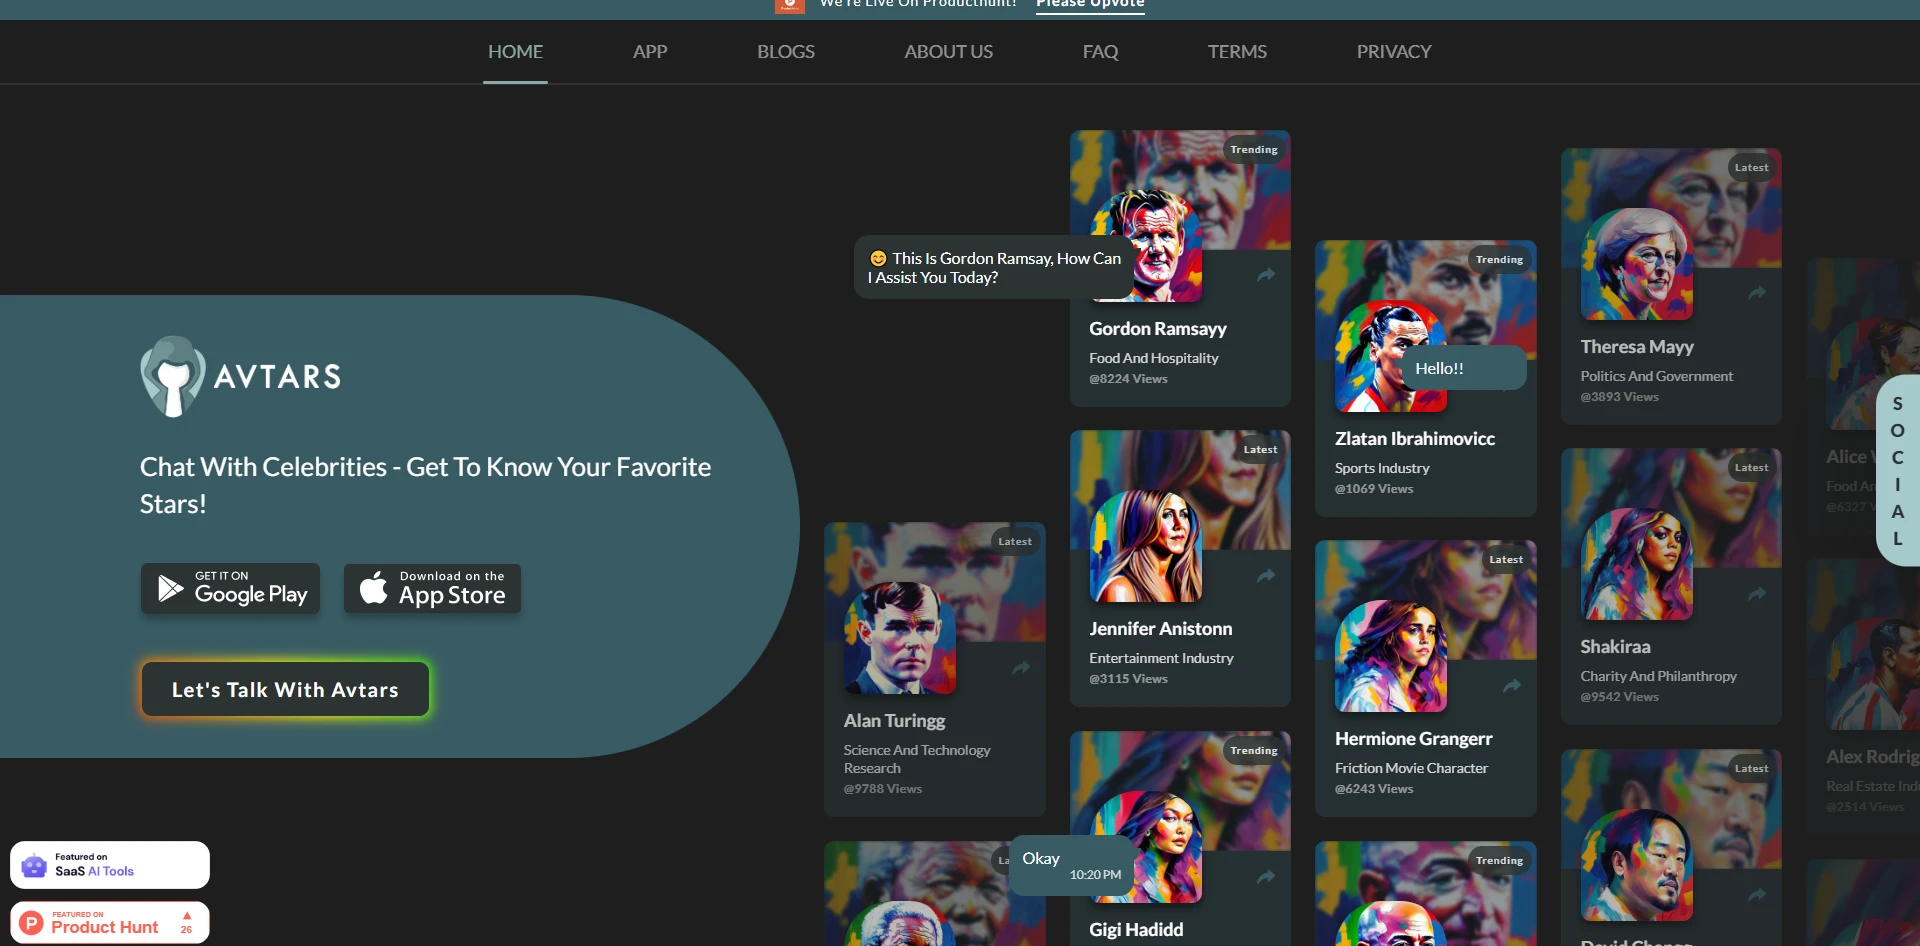 We're Live On Producthunt! Please Upvote
HOME APP BLOGS ABOUT US FAQ TERMS PRIVACY
AVTARS
Chat With Celebrities - Get To Know Your Favorite
Stars!
GET IT ON
Google Play
Download on the
App Store
Let's Talk With Avtars
Featured on
SaaS AI Tools
P
FEATURED ON
Product Hunt
26
Latest
Alan Turingg
Science And Technology
Research
@9788 Views
La
Trending
😊 This Is Gordon Ramsay, How Can
I Assist You Today?
Gordon Ramsayy
Food And Hospitality
@8224 Views
Latest
Jennifer Anistonn
Entertainment Industry
@3115 Views
Trending
Okay
10:20 PM
Gigi Hadidd
Trending
Hello!!
Zlatan Ibrahimovicc
Sports Industry
@1069 Views
Latest
Hermione Grangerr
Friction Movie Character
@6243 Views
Trending
Latest
Theresa Mayy
Politics And Government
@3893 Views
Latest
Shakiraa
Charity And Philanthropy
@9542 Views
Latest
Alice
Food An
@6327 V
Alex Rodrig
Real Estate Ind
@2514 Views
SOCIAL